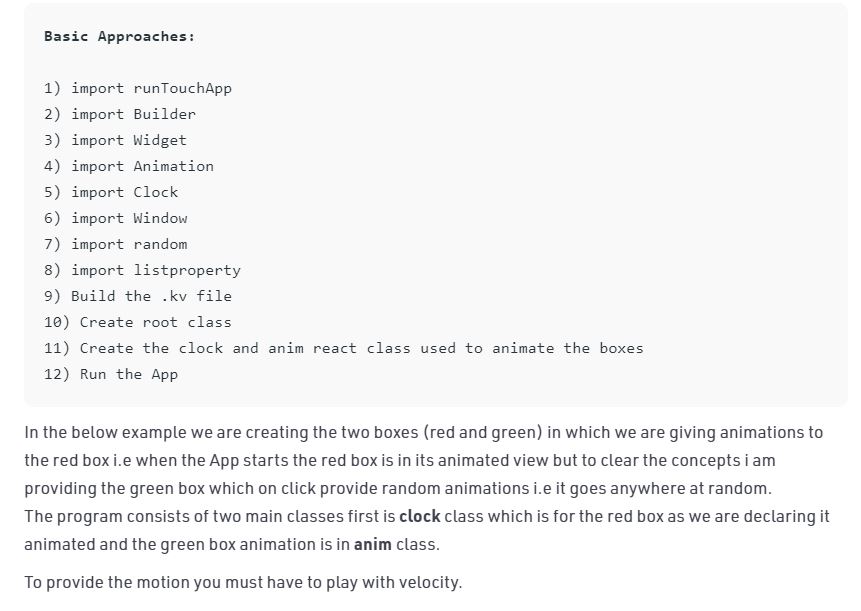 Basic Approaches:
1) import runTouchApp
2) import Builder
3) import Widget
4) import Animation
5) import Clock
6) import Window
7) import random
8) import listproperty
9) Build the .kv file
10) Create root class
11) Create the clock and anim react class used to animate the boxes
12) Run the App
In the below example we are creating the two boxes (red and green) in which we are giving animations to
the red box i.e when the App starts the red box is in its animated view but to clear the concepts i am
providing the green box which on click provide random animations i.e it goes anywhere at random.
The program consists of two main classes first is clock class which is for the red box as we are declaring it
animated and the green box animation is in anim class.
To provide the motion you must have to play with velocity.